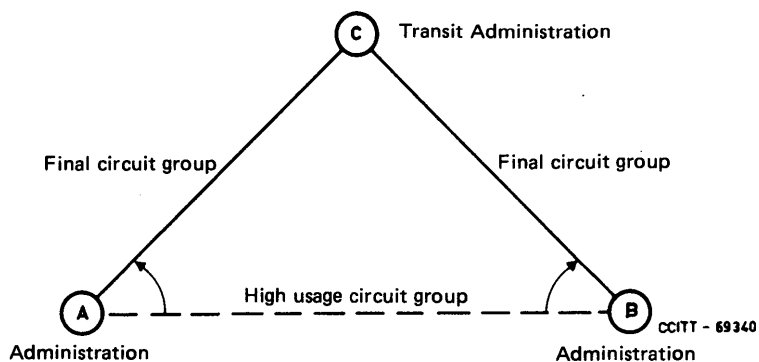 C
Transit Administration
Final circuit group
Final circuit group
High usage circuit group
A
B
CCITT - 69340
Administration
Administration